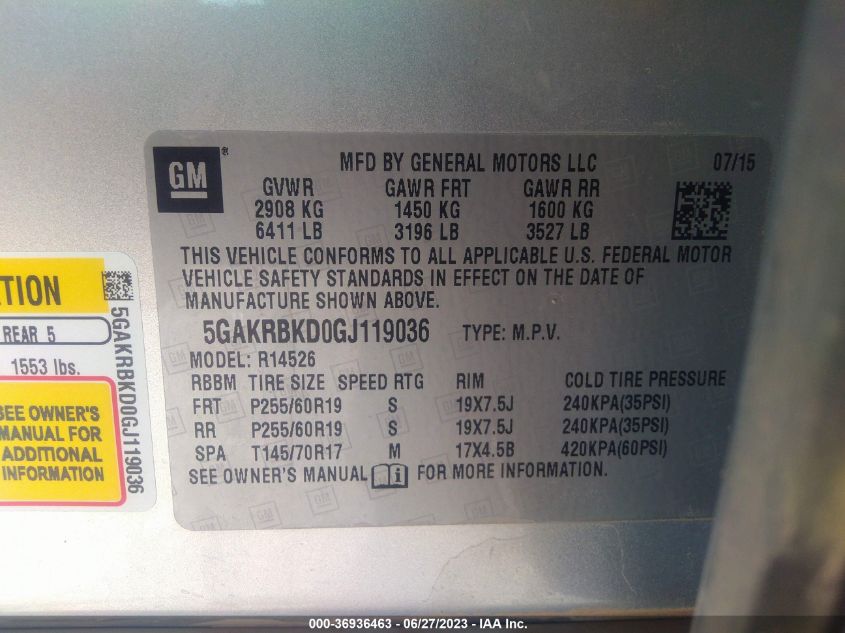 GM ®
MFD BY GENERAL MOTORS LLC 07/15
GVWR GAWR FRT GAWR RR
2908 KG 1450 KG 1600 KG
6411 LB 3196 LB 3527 LB
THIS VEHICLE CONFORMS TO ALL APPLICABLE U.S. FEDERAL MOTOR
VEHICLE SAFETY STANDARDS IN EFFECT ON THE DATE OF
MANUFACTURE SHOWN ABOVE.
5GAKRBKD0GJ119036 TYPE: M.P.V.
MODEL: R14526
RBBM TIRE SIZE SPEED RTG RIM COLD TIRE PRESSURE
FRT P255/60R19 S 19X7.5J 240KPA(35PSI)
RR P255/60R19 S 19X7.5J 240KPA(35PSI)
SPA T145/70R17 M 17X4.5B 420KPA(60PSI)
SEE OWNER'S MANUAL i FOR MORE INFORMATION.
TION
REAR 5
1553 lbs.
SEE OWNER'S
MANUAL FOR
ADDITIONAL
INFORMATION
5GAKRBKD0GJ119036
000-36936463 - 06/27/2023 - IAA Inc.